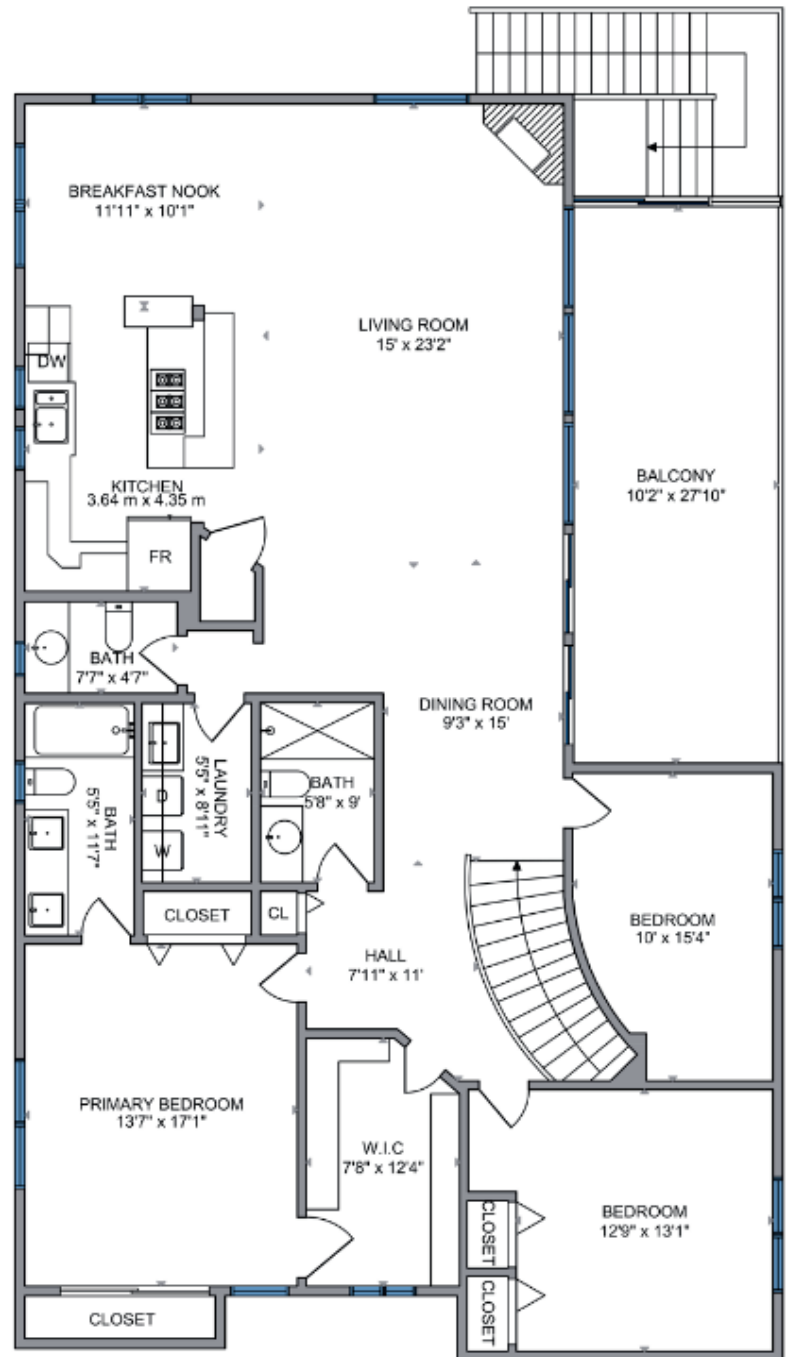 BREAKFAST NOOK
11'11" x 10'1"
LIVING ROOM
15' x 23'2"
DW
KITCHEN
3.64 m x 4.35 m
FR
BALCONY
10'2" x 27'10"
BATH
7'7" x 4'7"
DINING ROOM
9'3" x 15'
BATH
5'5" x 11'7"
LAUNDRY
5'5" x 8'11"
D
W
BATH
5'8" x 9'
CLOSET
CL
BEDROOM
10' x 15'4"
HALL
7'11" x 11'
PRIMARY BEDROOM
13'7" x 17'1"
W.I.C
7'8" x 12'4"
BEDROOM
12'9" x 13'1"
CLOSET
CLOSET
CLOSET